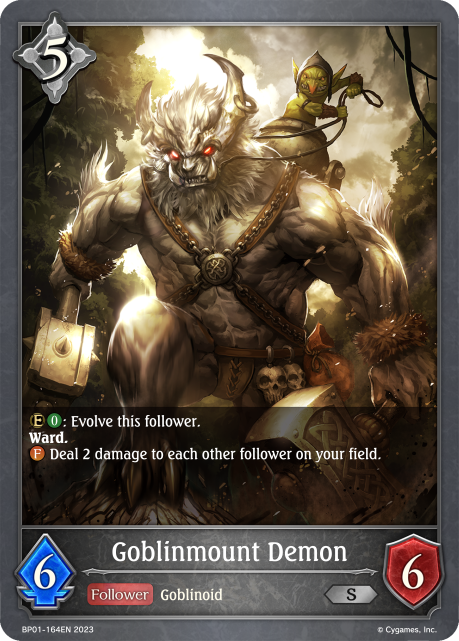 5
E 0: Evolve this follower.
Ward.
F Deal 2 damage to each other follower on your field.
Goblinmount Demon
6 Follower Goblinoid S 6
BP01-164EN 2023 © Cygames, Inc.